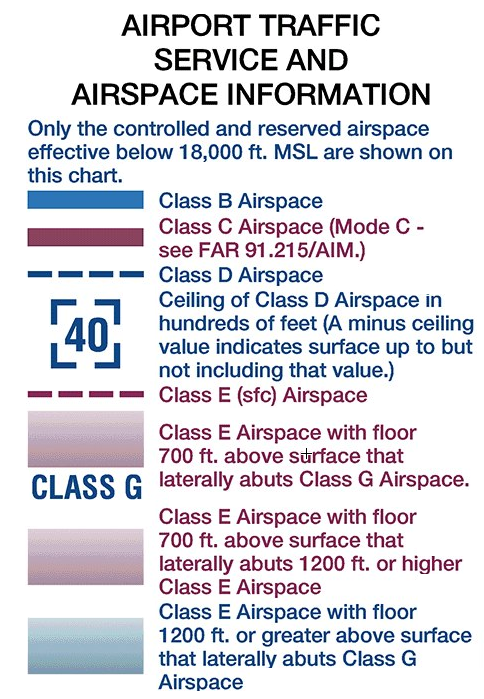 AIRPORT TRAFFIC
SERVICE AND
AIRSPACE INFORMATION
Only the controlled and reserved airspace
effective below 18,000 ft. MSL are shown on
this chart.
Class B Airspace
Class C Airspace (Mode C -
see FAR 91.215/AIM.)
Class D Airspace
40
Ceiling of Class D Airspace in
hundreds of feet (A minus ceiling
value indicates surface up to but
not including that value.)
Class E (sfc) Airspace
Class E Airspace with floor
700 ft. above surface that
laterally abuts Class G Airspace.
CLASS G
Class E Airspace with floor
700 ft. above surface that
laterally abuts 1200 ft. or higher
Class E Airspace
Class E Airspace with floor
1200 ft. or greater above surface
that laterally abuts Class G
Airspace